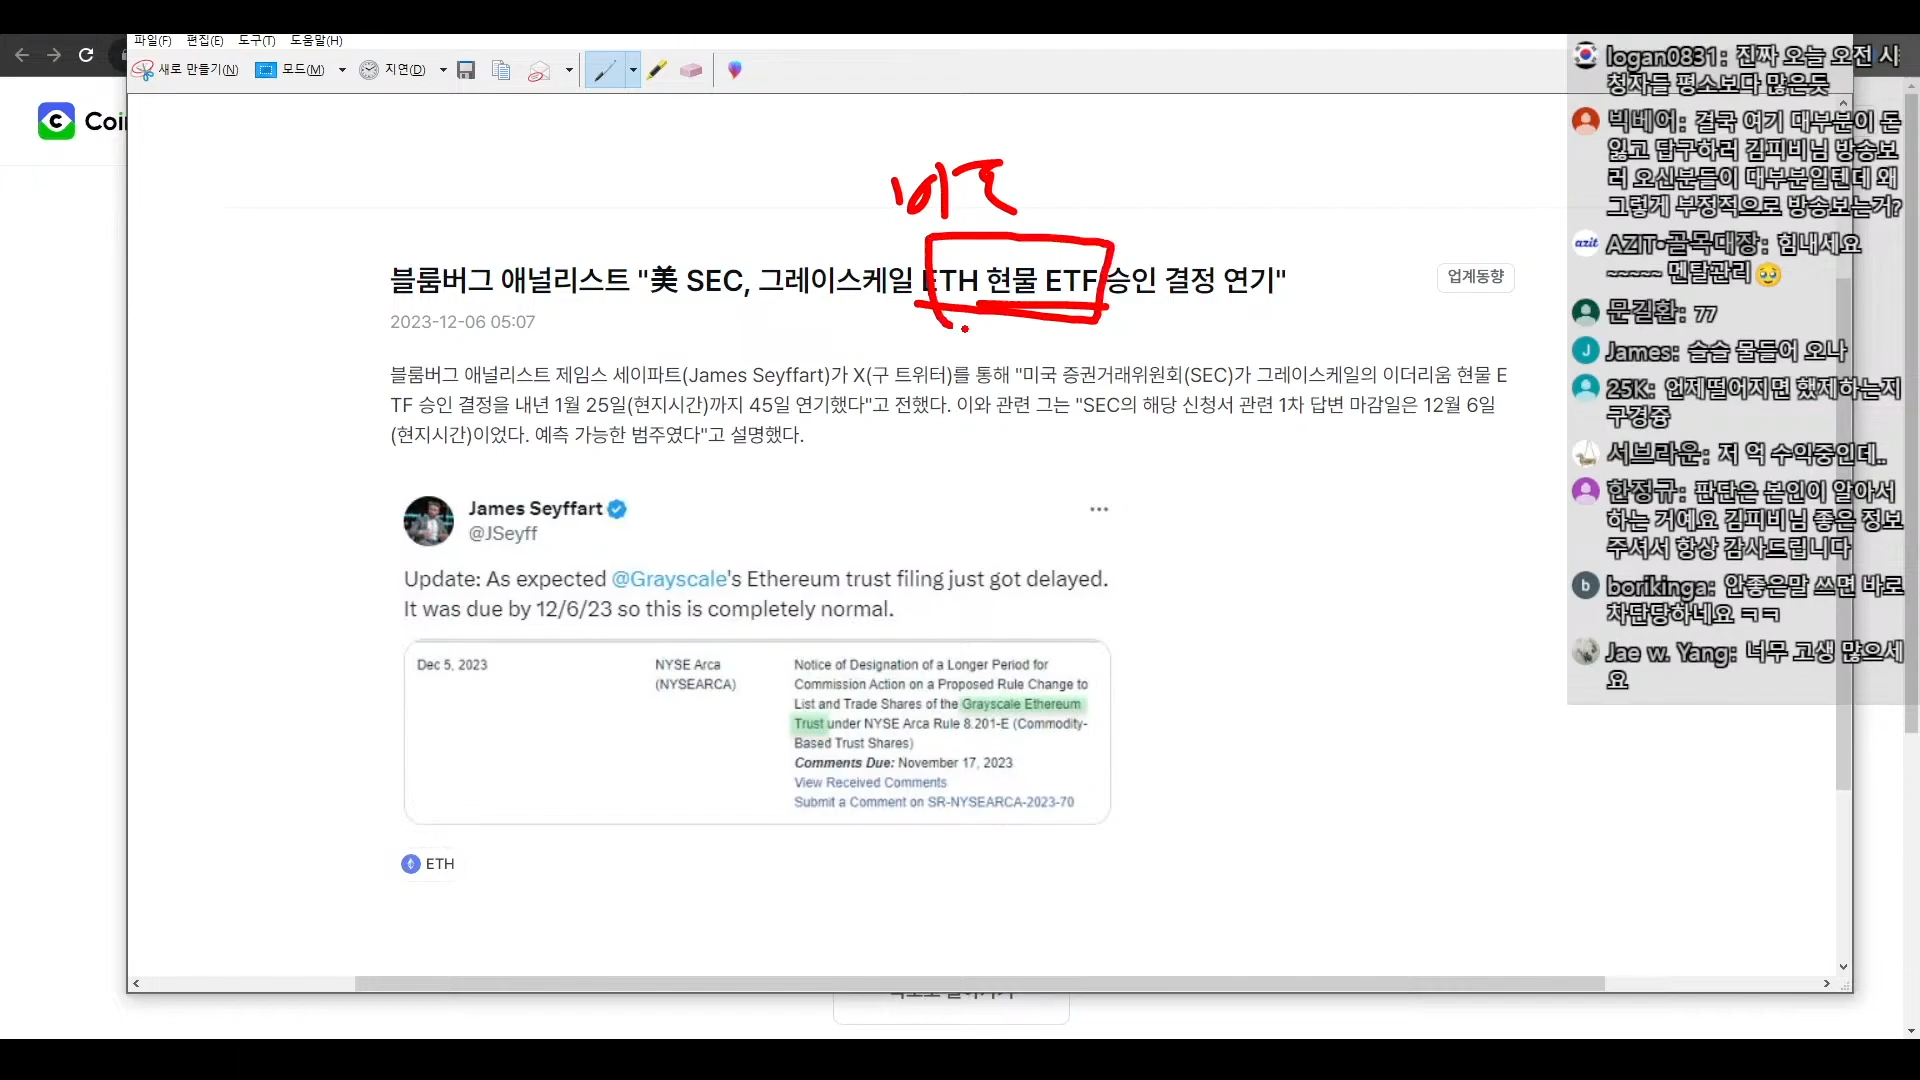 파일(F) 편집(E) 도구(T) 도움말(H)
새로 만들기(N) 모드(M) 지연(D)
Coin
블룸버그 애널리스트 "美 SEC, 그레이스케일 ETH 현물 ETF 승인 결정 연기"
업계동향
2023-12-06 05:07
블룸버그 애널리스트 제임스 세이파트(James Seyffart)가 X(구 트위터)를 통해 "미국 증권거래위원회(SEC)가 그레이스케일의 이더리움 현물 E
TF 승인 결정을 내년 1월 25일(현지시간)까지 45일 연기했다"고 전했다. 이와 관련 그는 "SEC의 해당 신청서 관련 1차 답변 마감일은 12월 6일
(현지시간)이었다. 예측 가능한 범주였다"고 설명했다.
James Seyffart
@JSeyff
Update: As expected @Grayscale's Ethereum trust filing just got delayed.
It was due by 12/6/23 so this is completely normal.
Dec 5, 2023
NYSE Arca
(NYSEARCA)
Notice of Designation of a Longer Period for
Commission Action on a Proposed Rule Change to
List and Trade Shares of the Grayscale Ethereum
Trust under NYSE Arca Rule 8.201-E (Commodity-
Based Trust Shares)
Comments Due: November 17, 2023
View Received Comments
Submit a Comment on SR-NYSEARCA-2023-70
ETH
logan0831: 진짜 오늘 오전 시
청자들 평소보다 많은듯
빅베어: 결국 여기 대부분이 돈
잃고 답구하러 김피비님 방송보
러 오신분들이 대부분일텐데 왜
그렇게 부정적으로 방송보는거?
azit AZIT•골목대장: 힘내세요
~~~~~ 멘탈관리🥹
문길환: 77
J James: 슬슬 물들어 오나
25K: 언제떨어지면 했제하는지
구경중
서브라운: 저 억 수익중인데..
한정규: 판단은 본인이 알아서
하는 거예요 김피비님 좋은 정보
주셔서 항상 감사드립니다
b borikinga: 안좋은말 쓰면 바로
차단당하네요 ㅋㅋ
Jae w. Yang: 너무 고생 많으세
요